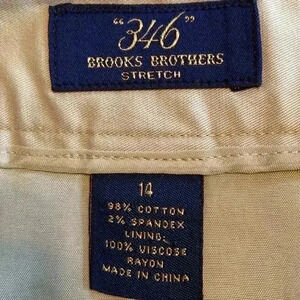 "346"
BROOKS BROTHERS
STRETCH
14
98% COTTON
2% SPANDEX
LINING:
100% VISCOSE
RAYON
MADE IN CHINA